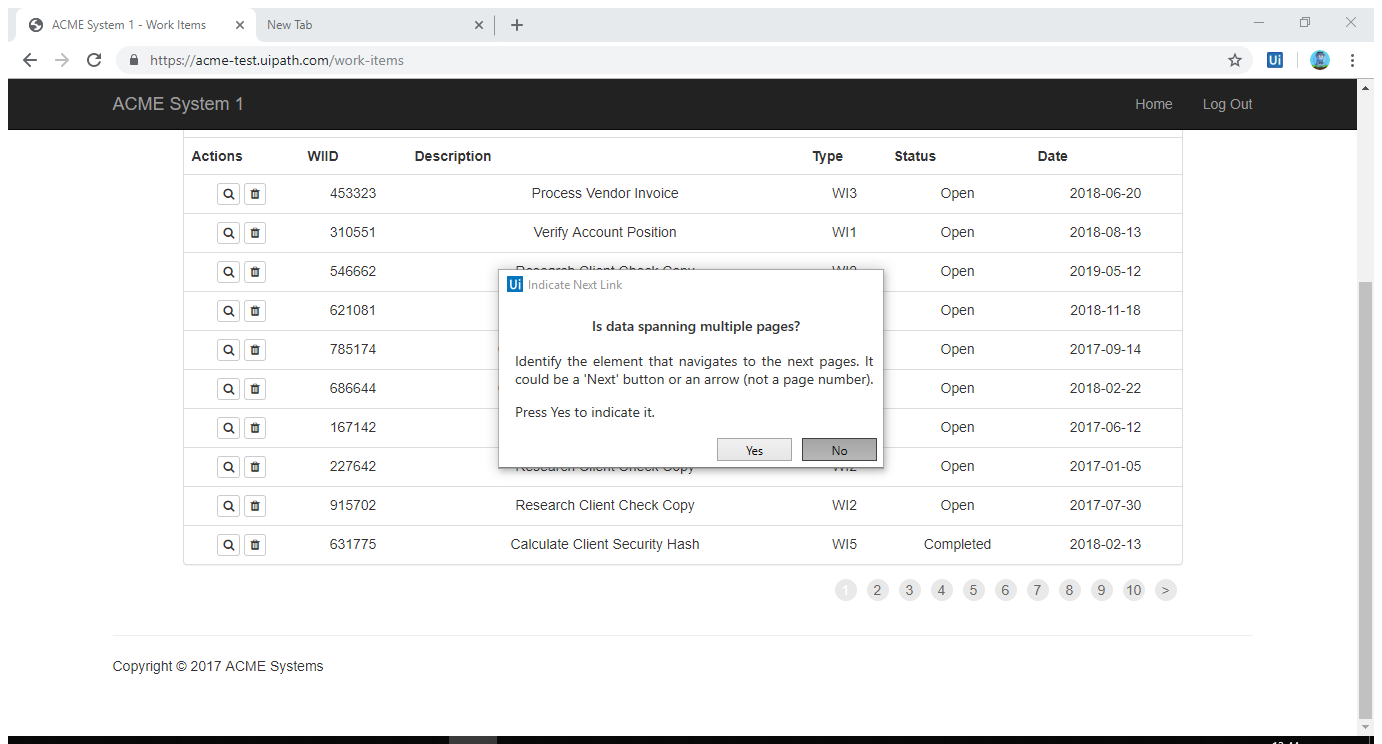 ACME System 1 - Work Items
New Tab
https://acme-test.uipath.com/work-items
Ui
ACME System 1 Home Log Out
Actions WIID Description Type Status Date
453323 Process Vendor Invoice WI3 Open 2018-06-20
310551 Verify Account Position WI1 Open 2018-08-13
546662 Research Client Check Copy WI2 Open 2019-05-12
621081 Open 2018-11-18
785174 Open 2017-09-14
686644 Open 2018-02-22
167142 Open 2017-06-12
227642 Research Client Check Copy WI2 Open 2017-01-05
915702 Research Client Check Copy WI2 Open 2017-07-30
631775 Calculate Client Security Hash WI5 Completed 2018-02-13
Ui Indicate Next Link
Is data spanning multiple pages?
Identify the element that navigates to the next pages. It
could be a 'Next' button or an arrow (not a page number).
Press Yes to indicate it.
Yes No
1 2 3 4 5 6 7 8 9 10 >
Copyright © 2017 ACME Systems